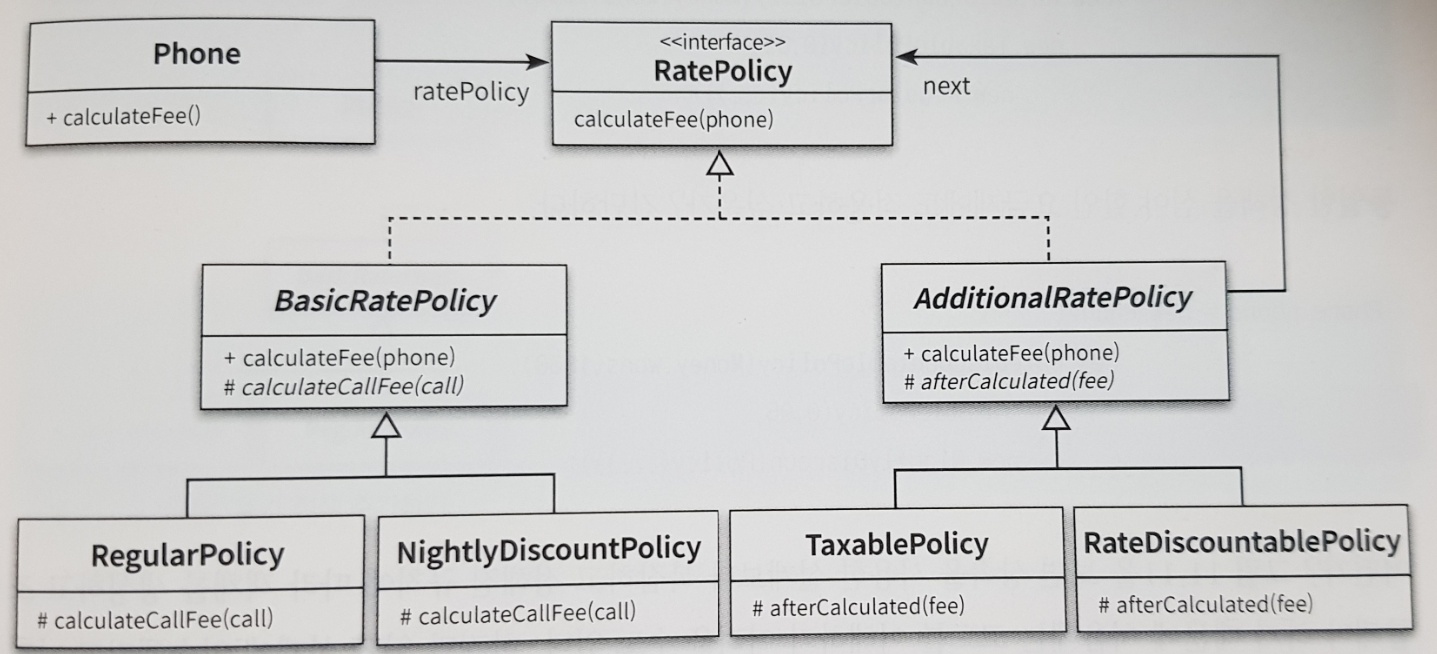 Phone
+ calculateFee()
ratePolicy
<<interface>>
RatePolicy
calculateFee(phone)
next
BasicRatePolicy
+ calculateFee(phone)
# calculateCallFee(call)
AdditionalRatePolicy
+ calculateFee(phone)
# afterCalculated(fee)
RegularPolicy
# calculateCallFee(call)
NightlyDiscountPolicy
# calculateCallFee(call)
TaxablePolicy
# afterCalculated(fee)
RateDiscountablePolicy
# afterCalculated(fee)